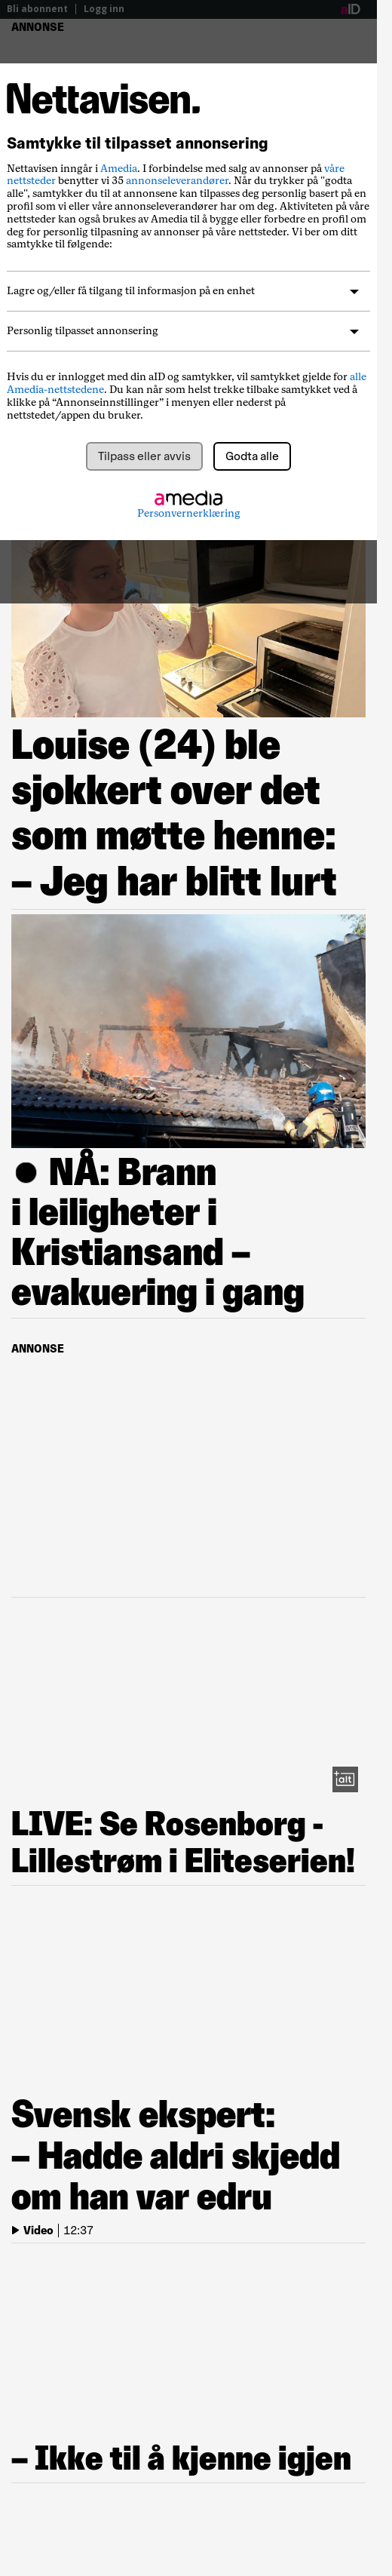 Bli abonnent | Logg inn aID
ANNONSE
Nettavisen.
Samtykke til tilpasset annonsering
Nettavisen inngår i Amedia. I forbindelse med salg av annonser på våre
nettsteder benytter vi 35 annonseleverandører. Når du trykker på "godta
alle", samtykker du til at annonsene kan tilpasses deg personlig basert på en
profil som vi eller våre annonseleverandører har om deg. Aktiviteten på våre
nettsteder kan også brukes av Amedia til å bygge eller forbedre en profil om
deg for personlig tilpasning av annonser på våre nettsteder. Vi ber om ditt
samtykke til følgende:
Lagre og/eller få tilgang til informasjon på en enhet
Personlig tilpasset annonsering
Hvis du er innlogget med din aID og samtykker, vil samtykket gjelde for alle
Amedia-nettstedene. Du kan når som helst trekke tilbake samtykket ved å
klikke på “Annonseinnstillinger” i menyen eller nederst på
nettstedet/appen du bruker.
Tilpass eller avvis Godta alle
amedia
Personvernerklæring
Louise (24) ble
sjokkert over det
som møtte henne:
– Jeg har blitt lurt
● NÅ: Brann
i leiligheter i
Kristiansand –
evakuering i gang
ANNONSE
+alt
LIVE: Se Rosenborg -
Lillestrøm i Eliteserien!
Svensk ekspert:
– Hadde aldri skjedd
om han var edru
Video | 12:37
– Ikke til å kjenne igjen